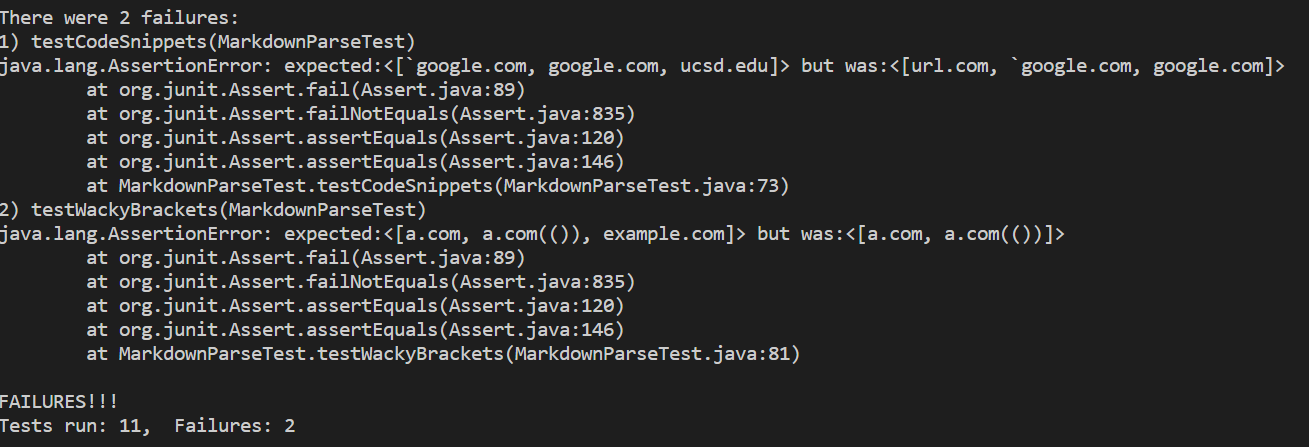 There were 2 failures:
1) testCodeSnippets(MarkdownParseTest)
java.lang.AssertionError: expected:<[`google.com, google.com, ucsd.edu]> but was:<[url.com, `google.com, google.com]>
        at org.junit.Assert.fail(Assert.java:89)
        at org.junit.Assert.failNotEquals(Assert.java:835)
        at org.junit.Assert.assertEquals(Assert.java:120)
        at org.junit.Assert.assertEquals(Assert.java:146)
        at MarkdownParseTest.testCodeSnippets(MarkdownParseTest.java:73)
2) testWackyBrackets(MarkdownParseTest)
java.lang.AssertionError: expected:<[a.com, a.com(()), example.com]> but was:<[a.com, a.com(())]>
        at org.junit.Assert.fail(Assert.java:89)
        at org.junit.Assert.failNotEquals(Assert.java:835)
        at org.junit.Assert.assertEquals(Assert.java:120)
        at org.junit.Assert.assertEquals(Assert.java:146)
        at MarkdownParseTest.testWackyBrackets(MarkdownParseTest.java:81)

FAILURES!!!
Tests run: 11,  Failures: 2